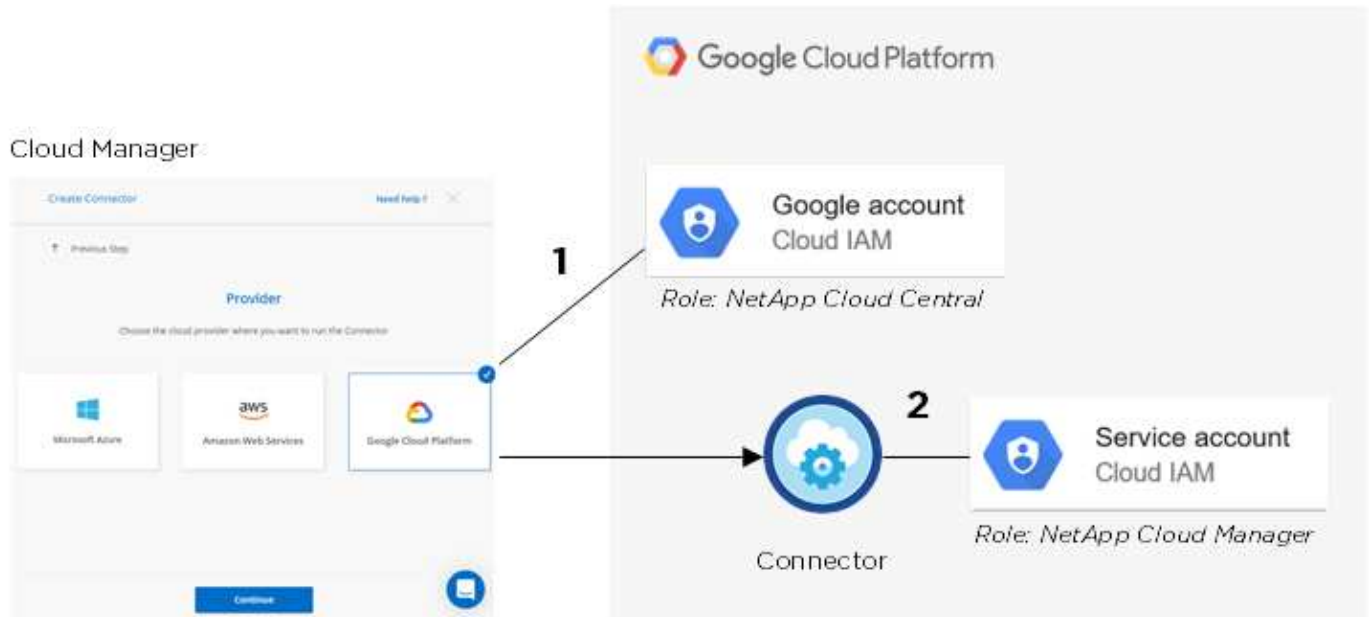 Google Cloud Platform
Cloud Manager
Create Connector
Need help ?
Previous Step
Provider
Choose the cloud provider where you want to run the Connector
Microsoft Azure
aws
Amazon Web Services
Google Cloud Platform
Continue
1
Google account
Cloud IAM
Role: NetApp Cloud Central
2
Connector
Service account
Cloud IAM
Role: NetApp Cloud Manager